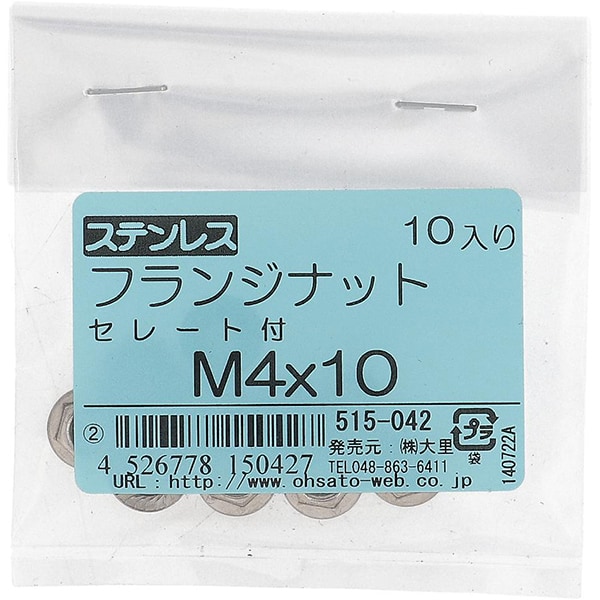 ステンレス 10入り
フランジナット
セレート付
M4x10
② 515-042 プラ
発売元：㈱大里 袋
4 526778 150427 TEL048-863-6411
URL：http://www.ohsato-web.co.jp
140722A